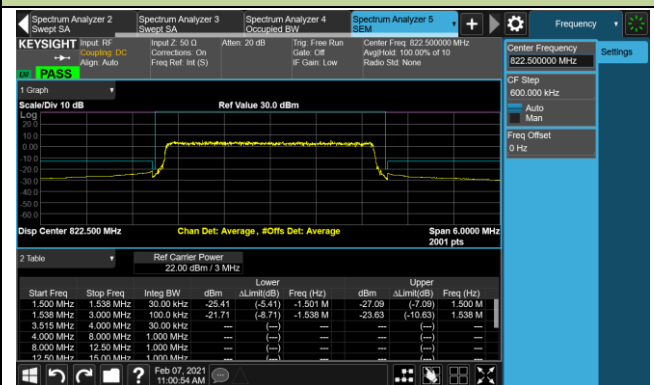 Spectrum Analyzer 2
Swept SA
Spectrum Analyzer 3
Swept SA
Spectrum Analyzer 4
Occupied BW
Spectrum Analyzer 5
SEM
Frequency
KEYSIGHT
Input: RF
Coupling: DC
Align: Auto
Input Z: 50 Ω
Corrections: On
Freq Ref: Int (S)
Atten: 20 dB
Trig: Free Run
Gate: Off
IF Gain: Low
Center Freq: 822.500000 MHz
Avg|Hold: 100.00% of 10
Radio Std: None
LM PASS
Center Frequency
822.500000 MHz
Settings
CF Step
600.000 kHz
Auto
Man
Freq Offset
0 Hz
1 Graph
Scale/Div 10 dB
Ref Value 30.0 dBm
Log
20.0
10.0
0.00
-10.0
-20.0
-30.0
-40.0
-50.0
-60.0
Disp Center 822.500 MHz
Chan Det: Average , #Offs Det: Average
Span 6.0000 MHz
2001 pts
2 Table
Ref Carrier Power
22.00 dBm / 3 MHz
Lower Upper
Start Freq Stop Freq Integ BW dBm ΔLimit(dB) Freq (Hz) dBm ΔLimit(dB) Freq (Hz)
1.500 MHz 1.538 MHz 30.00 kHz -25.41 (-5.41) -1.501 M -27.09 (-7.09) 1.500 M
1.538 MHz 3.000 MHz 100.0 kHz -21.71 (-8.71) -1.538 M -23.63 (-10.63) 1.538 M
3.515 MHz 4.000 MHz 30.00 kHz --- (---) --- --- (---) ---
4.000 MHz 8.000 MHz 1.000 MHz --- (---) --- --- (---) ---
8.000 MHz 12.50 MHz 1.000 MHz --- (---) --- --- (---) ---
12.50 MHz 15.00 MHz 1.000 MHz --- (---) --- --- (---) ---
? Feb 07, 2021
11:00:54 AM